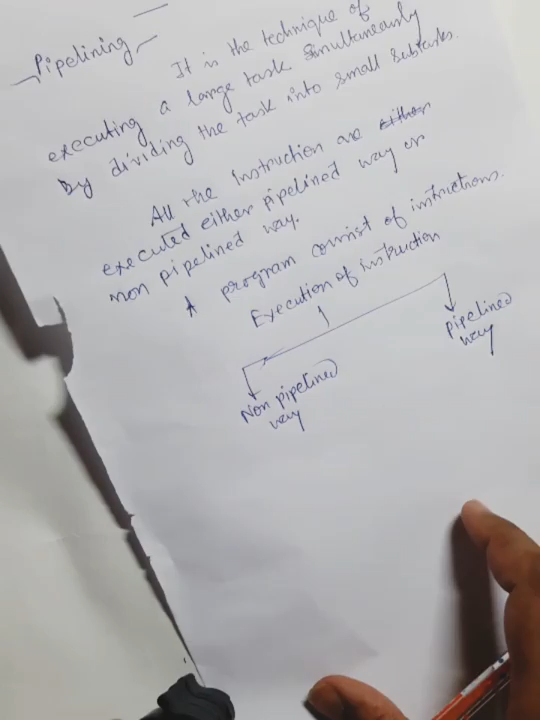 Pipelining
It is the technique of
executing a large task simultaneously
by dividing the task into small subtasks.
All the instruction are either
executed either pipelined way or
non pipelined way.
A program consist of instructions.
Execution of instruction
Pipelined
way
Non pipelined
way